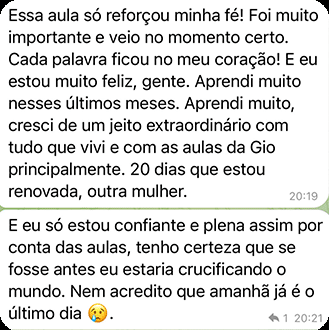 Essa aula só reforçou minha fé! Foi muito
importante e veio no momento certo.
Cada palavra ficou no meu coração! E eu
estou muito feliz, gente. Aprendi muito
nesses últimos meses. Aprendi muito,
cresci de um jeito extraordinário com
tudo que vivi e com as aulas da Gio
principalmente. 20 dias que estou
renovada, outra mulher.
20:19
E eu só estou confiante e plena assim por
conta das aulas, tenho certeza que se
fosse antes eu estaria crucificando o
mundo. Nem acredito que amanhã já é o
último dia 😢.
1 20:21